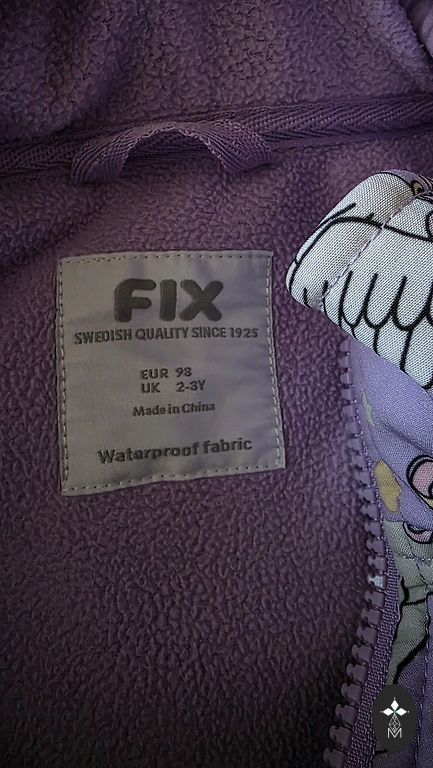 FIX
SWEDISH QUALITY SINCE 1925
EUR 98
UK 2-3Y
Made in China
Waterproof fabric